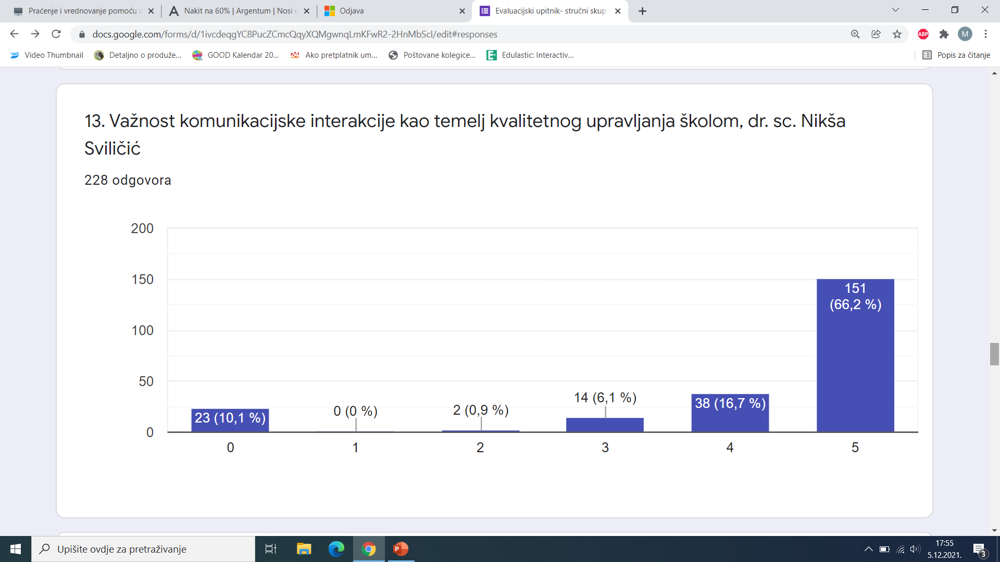 Praćenje i vrednovanje pomoću
Nakit na 60% | Argentum | Nosi
Odjava
Evaluacijski upitnik- stručni skup
docs.google.com/forms/d/1ivcdeqgYC8PucZCmcQqyXQMgwnqLmKFwR2-2HnMbScI/edit#responses
ABP
M
Video Thumbnail
Detaljno o produže...
GOOD Kalendar 20...
24
Ako pretplatnik um...
Poštovane kolegice...
Edulastic: Interactiv...
Popis za čitanje
13. Važnost komunikacijske interakcije kao temelj kvalitetnog upravljanja školom, dr. sc. Nikša
Sviličić
228 odgovora
200
150
100
50
0
23 (10,1 %)
0 (0 %)
2 (0,9 %)
14 (6,1 %)
38 (16,7 %)
151
(66,2 %)
0
1
2
3
4
5
Upišite ovdje za pretraživanje
17:55
5.12.2021.
3